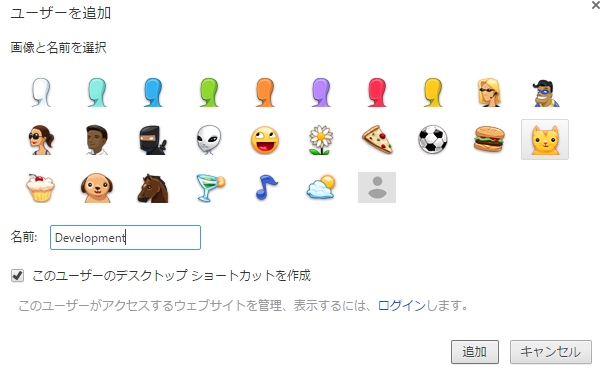 ユーザーを追加
画像と名前を選択
名前: Development
このユーザーのデスクトップ ショートカットを作成
このユーザーがアクセスするウェブサイトを管理、表示するには、ログインします。
追加 キャンセル